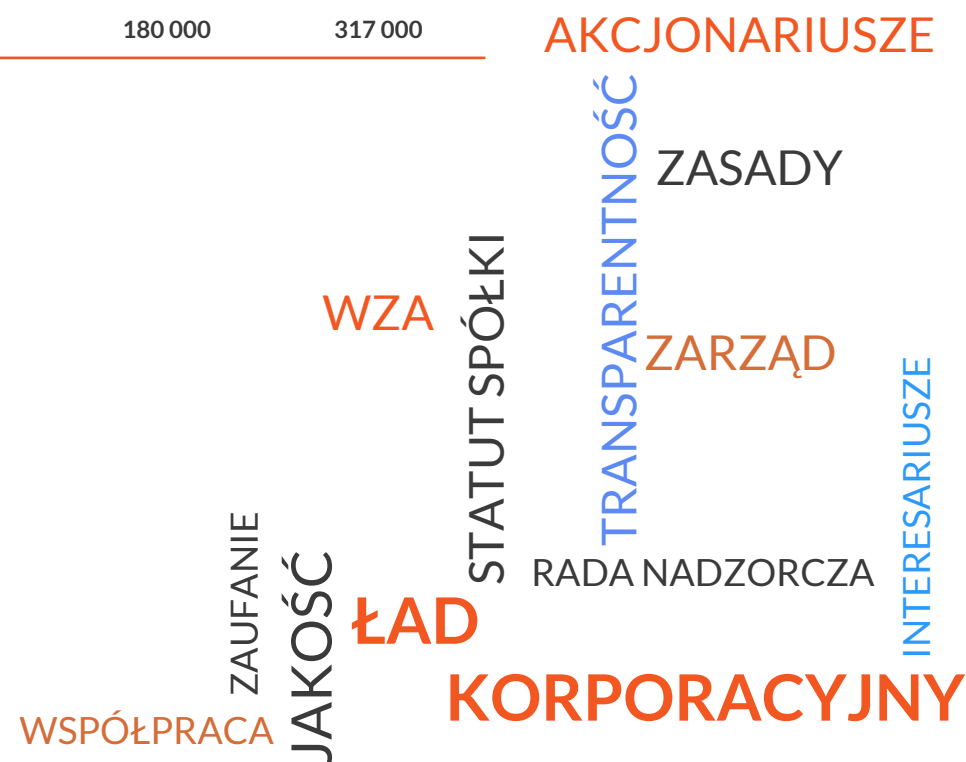 180 000 317 000
AKCJONARIUSZE
TRANSPARENTNOŚĆ
ZASADY
STATUT SPÓŁKI
WZA
ZARZĄD
INTERESARIUSZE
ZAUFANIE
JAKOŚĆ
RADA NADZORCZA
ŁAD
KORPORACYJNY
WSPÓŁPRACA